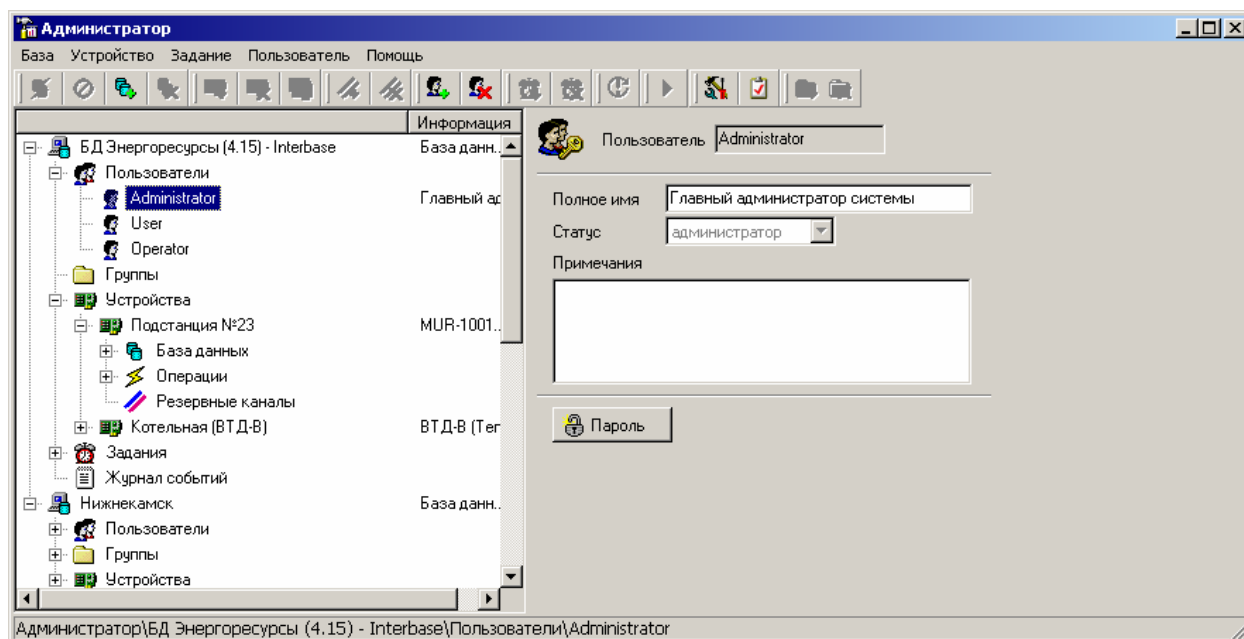 Администратор
База Устройство Задание Пользователь Помощь
Информация
БД Энергоресурсы (4.15) - Interbase База данн..
Пользователи
Administrator Главный ад
User
Operator
Группы
Устройства
Подстанция №23 MUR-1001..
База данных
Операции
Резервные каналы
Котельная (ВТД-В) ВТД-В (Теп
Задания
Журнал событий
Нижнекамск База данн..
Пользователи
Группы
Устройства
Пользователь Administrator
Полное имя Главный администратор системы
Статус администратор
Примечания
Пароль
Администратор\БД Энергоресурсы (4.15) - Interbase\Пользователи\Administrator